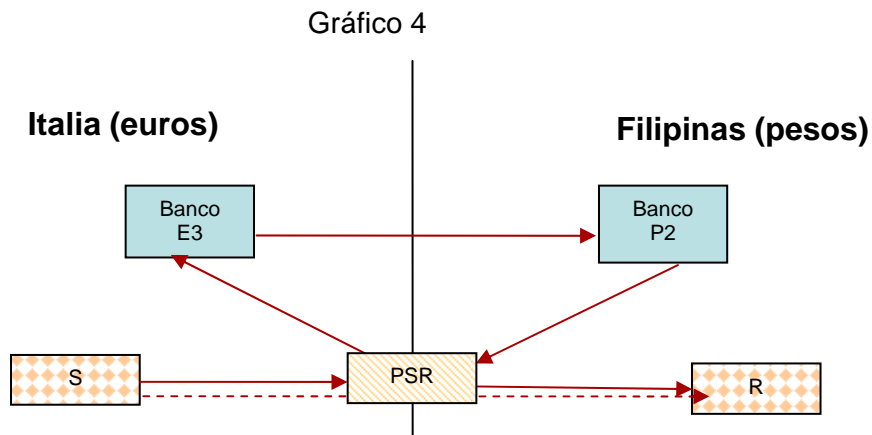 Gráfico 4
Italia (euros)
Filipinas (pesos)
Banco
E3
Banco
P2
S
PSR
R